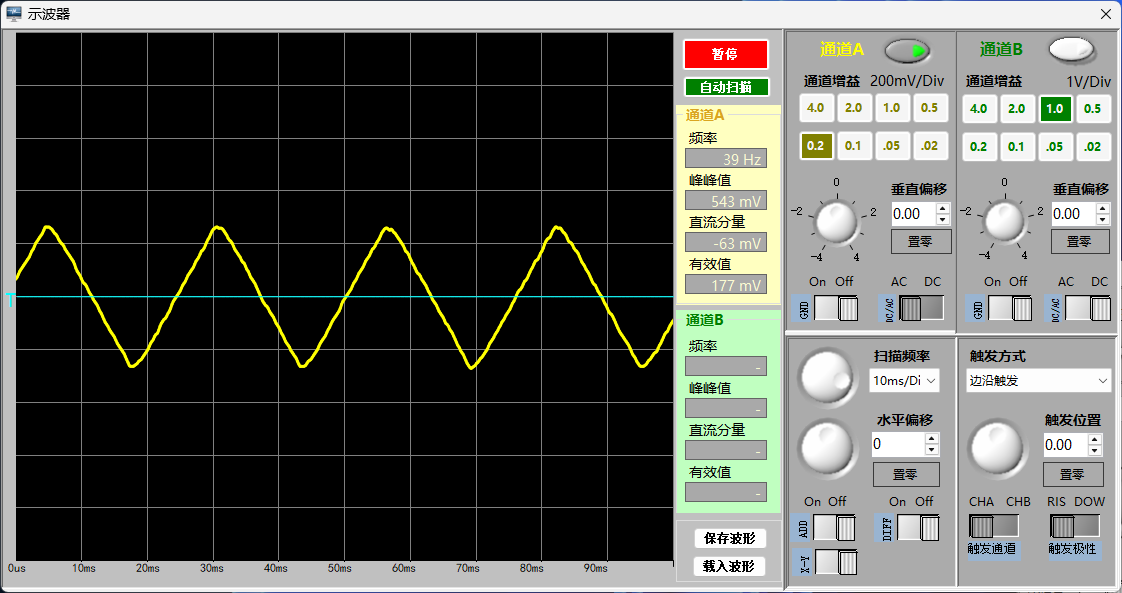 示波器
暂停
自动扫描
通道A
频率
39 Hz
峰峰值
543 mV
直流分量
-63 mV
有效值
177 mV
通道B
频率
-
峰峰值
-
直流分量
-
有效值
-
保存波形
载入波形
T
0us 10ms 20ms 30ms 40ms 50ms 60ms 70ms 80ms 90ms
通道A
通道增益 200mV/Div
4.0 2.0 1.0 0.5
0.2 0.1 .05 .02
0
-2 2
-4 4
垂直偏移
0.00
置零
On Off AC DC
GND DC/AC
通道B
通道增益 1V/Div
4.0 2.0 1.0 0.5
0.2 0.1 .05 .02
0
-2 2
-4 4
垂直偏移
0.00
置零
On Off AC DC
GND DC/AC
扫描频率
10ms/Di
水平偏移
0
置零
On Off On Off
ADD DIFF
X-Y
触发方式
边沿触发
触发位置
0.00
置零
CHA CHB RIS DOW
触发通道 触发极性